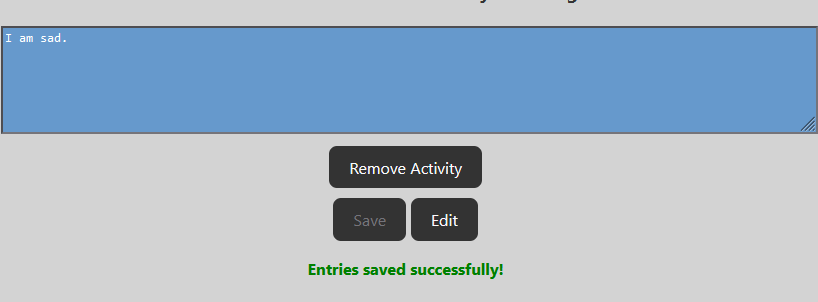 I am sad.
Remove Activity
Save Edit
Entries saved successfully!